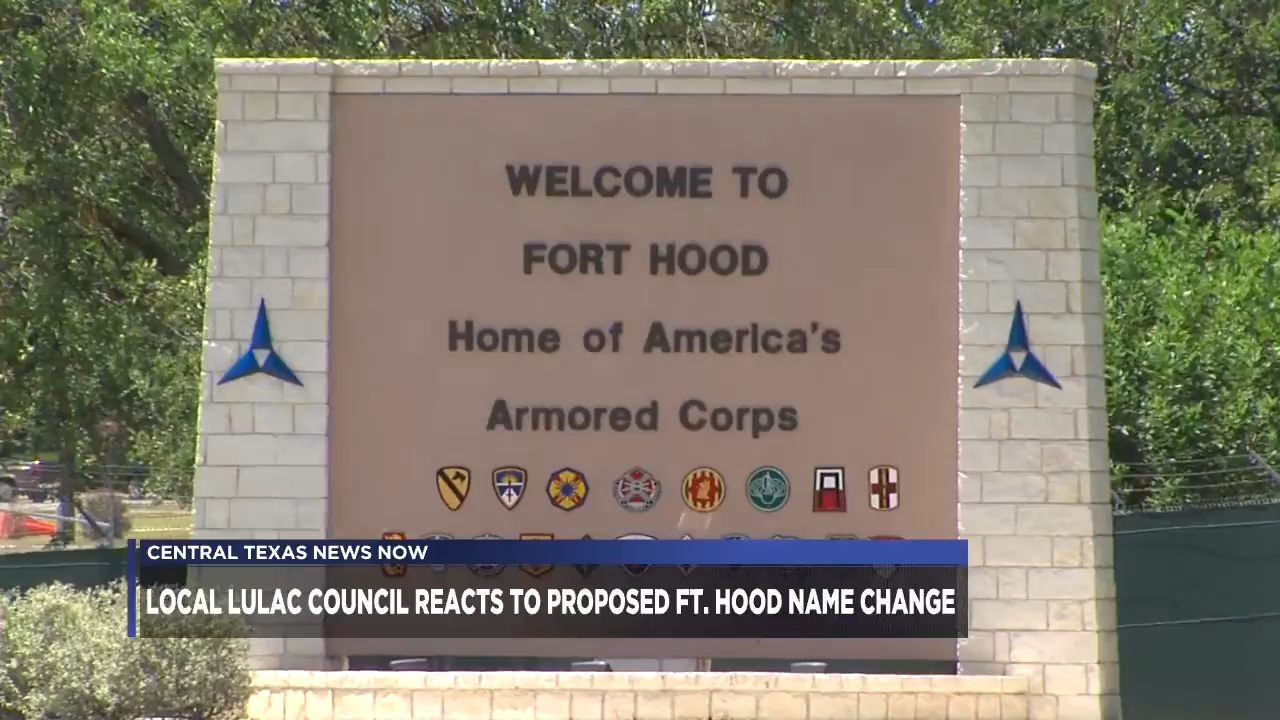 WELCOME TO
FORT HOOD
Home of America's
Armored Corps
CENTRAL TEXAS NEWS NOW
LOCAL LULAC COUNCIL REACTS TO PROPOSED FT. HOOD NAME CHANGE